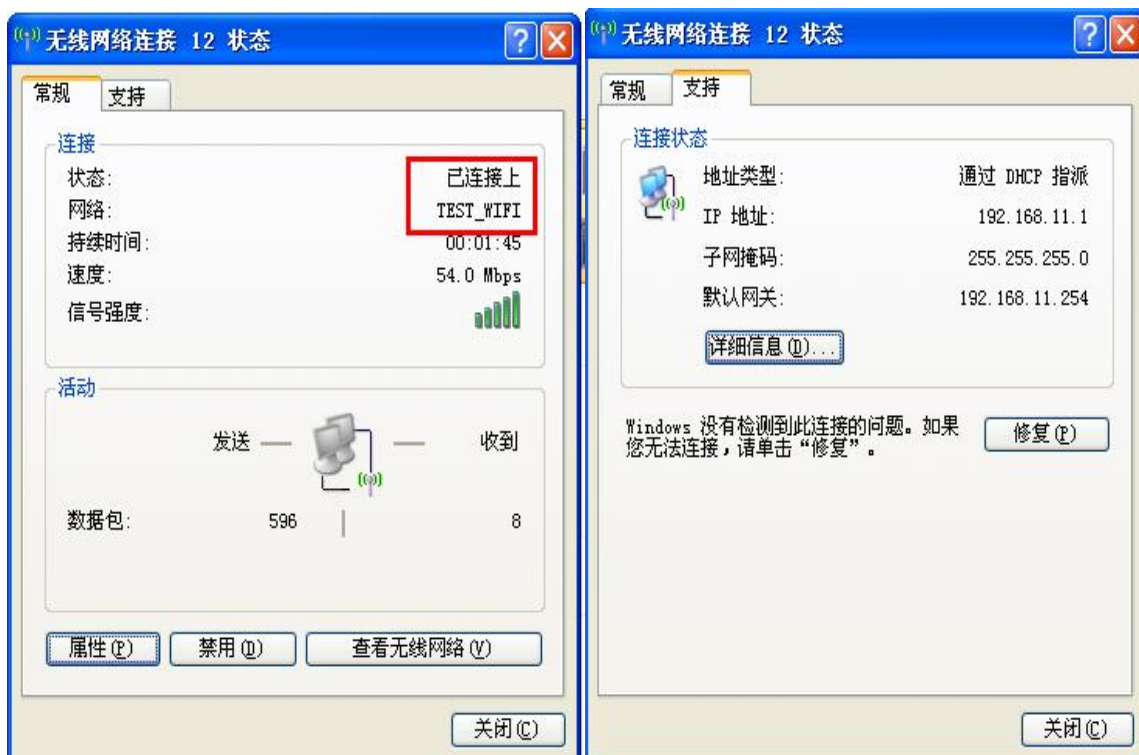 无线网络连接 12 状态
常规
支持
连接
状态:
已连接上
网络:
TEST_WIFI
持续时间:
00:01:45
速度:
54.0 Mbps
信号强度:
活动
发送
收到
数据包:
596
8
属性(P)
禁用(D)
查看无线网络(V)
关闭(C)
无线网络连接 12 状态
常规
支持
连接状态
地址类型:
通过 DHCP 指派
IP 地址:
192.168.11.1
子网掩码:
255.255.255.0
默认网关:
192.168.11.254
详细信息(D)...
Windows 没有检测到此连接的问题。如果
您无法连接，请单击“修复”。
修复(P)
关闭(C)